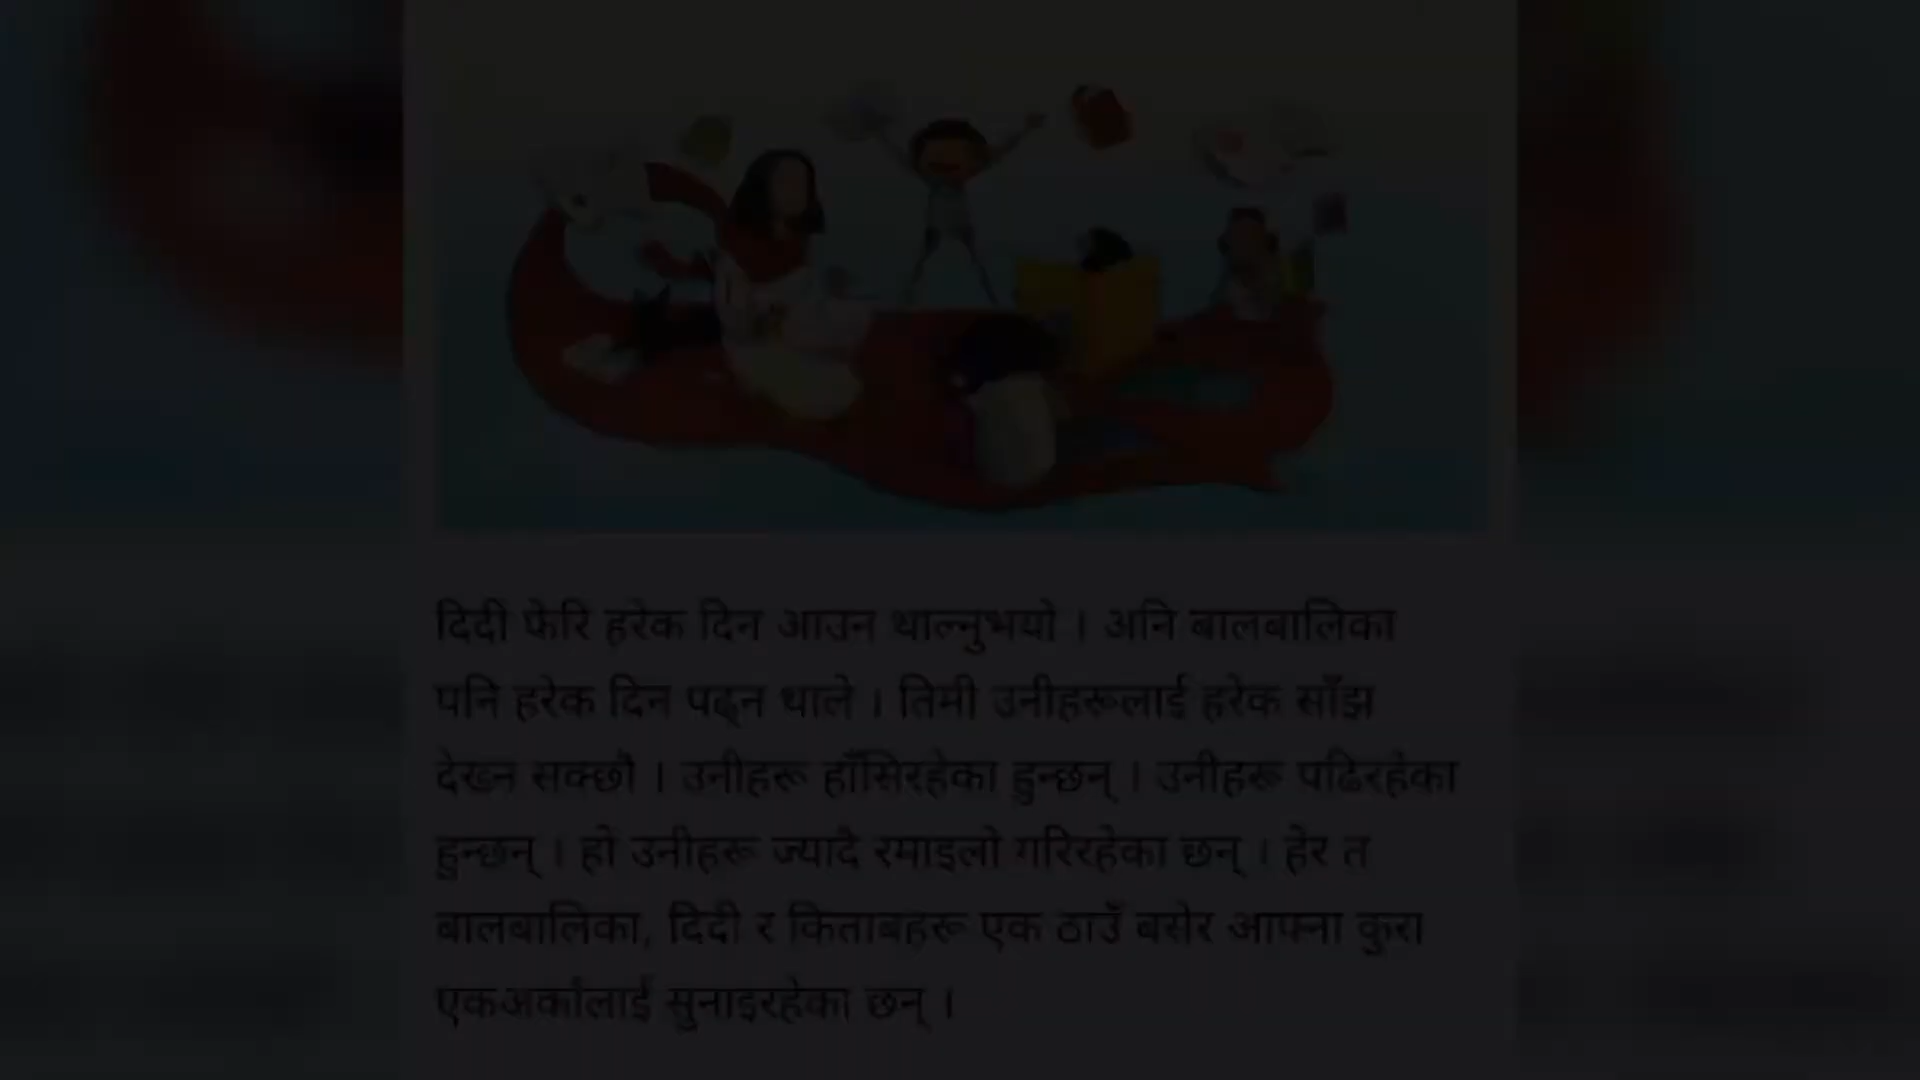 दिदी फेरि हरेक दिन आउन थाल्नुभयो । अनि बालबालिका
पनि हरेक दिन पढ्न थाले । तिमी उनीहरूलाई हरेक साँझ
देख्न सक्छौ । उनीहरू हाँसिरहेका हुन्छन् । उनीहरू पढिरहेका
हुन्छन् । हो उनीहरू ज्यादै रमाइलो गरिरहेका छन् । हेर त
बालबालिका, दिदी र किताबहरू एक ठाउँ बसेर आफ्ना कुरा
एकअर्कालाई सुनाइरहेका छन् ।